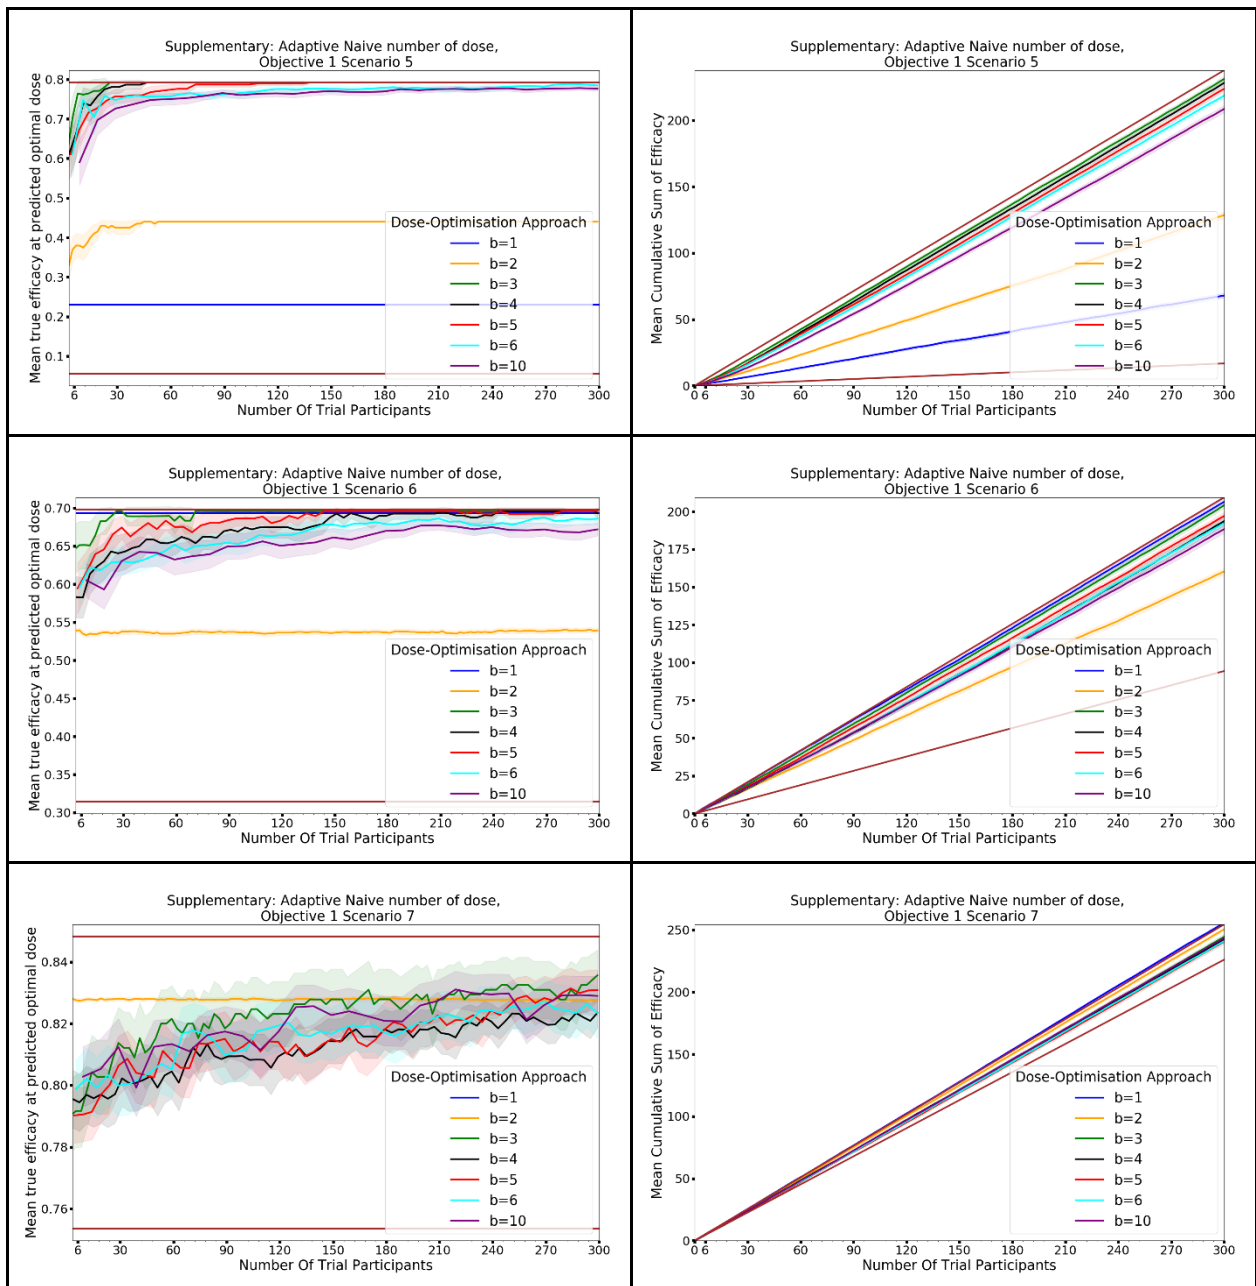 Supplementary: Adaptive Naive number of dose,
Objective 1 Scenario 5
Mean true efficacy at predicted optimal dose
0.8
0.7
0.6
0.5
0.4
0.3
0.2
0.1
Dose-Optimisation Approach
b=1
b=2
b=3
b=4
b=5
b=6
b=10
6 30 60 90 120 150 180 210 240 270 300
Number Of Trial Participants
Supplementary: Adaptive Naive number of dose,
Objective 1 Scenario 5
Mean Cumulative Sum of Efficacy
200
150
100
50
0
Dose-Optimisation Approach
b=1
b=2
b=3
b=4
b=5
b=6
b=10
0 6 30 60 90 120 150 180 210 240 270 300
Number Of Trial Participants
Supplementary: Adaptive Naive number of dose,
Objective 1 Scenario 6
Mean true efficacy at predicted optimal dose
0.70
0.65
0.60
0.55
0.50
0.45
0.40
0.35
0.30
Dose-Optimisation Approach
b=1
b=2
b=3
b=4
b=5
b=6
b=10
6 30 60 90 120 150 180 210 240 270 300
Number Of Trial Participants
Supplementary: Adaptive Naive number of dose,
Objective 1 Scenario 6
Mean Cumulative Sum of Efficacy
200
175
150
125
100
75
50
25
0
Dose-Optimisation Approach
b=1
b=2
b=3
b=4
b=5
b=6
b=10
0 6 30 60 90 120 150 180 210 240 270 300
Number Of Trial Participants
Supplementary: Adaptive Naive number of dose,
Objective 1 Scenario 7
Mean true efficacy at predicted optimal dose
0.84
0.82
0.80
0.78
0.76
Dose-Optimisation Approach
b=1
b=2
b=3
b=4
b=5
b=6
b=10
6 30 60 90 120 150 180 210 240 270 300
Number Of Trial Participants
Supplementary: Adaptive Naive number of dose,
Objective 1 Scenario 7
Mean Cumulative Sum of Efficacy
250
200
150
100
50
0
Dose-Optimisation Approach
b=1
b=2
b=3
b=4
b=5
b=6
b=10
0 6 30 60 90 120 150 180 210 240 270 300
Number Of Trial Participants